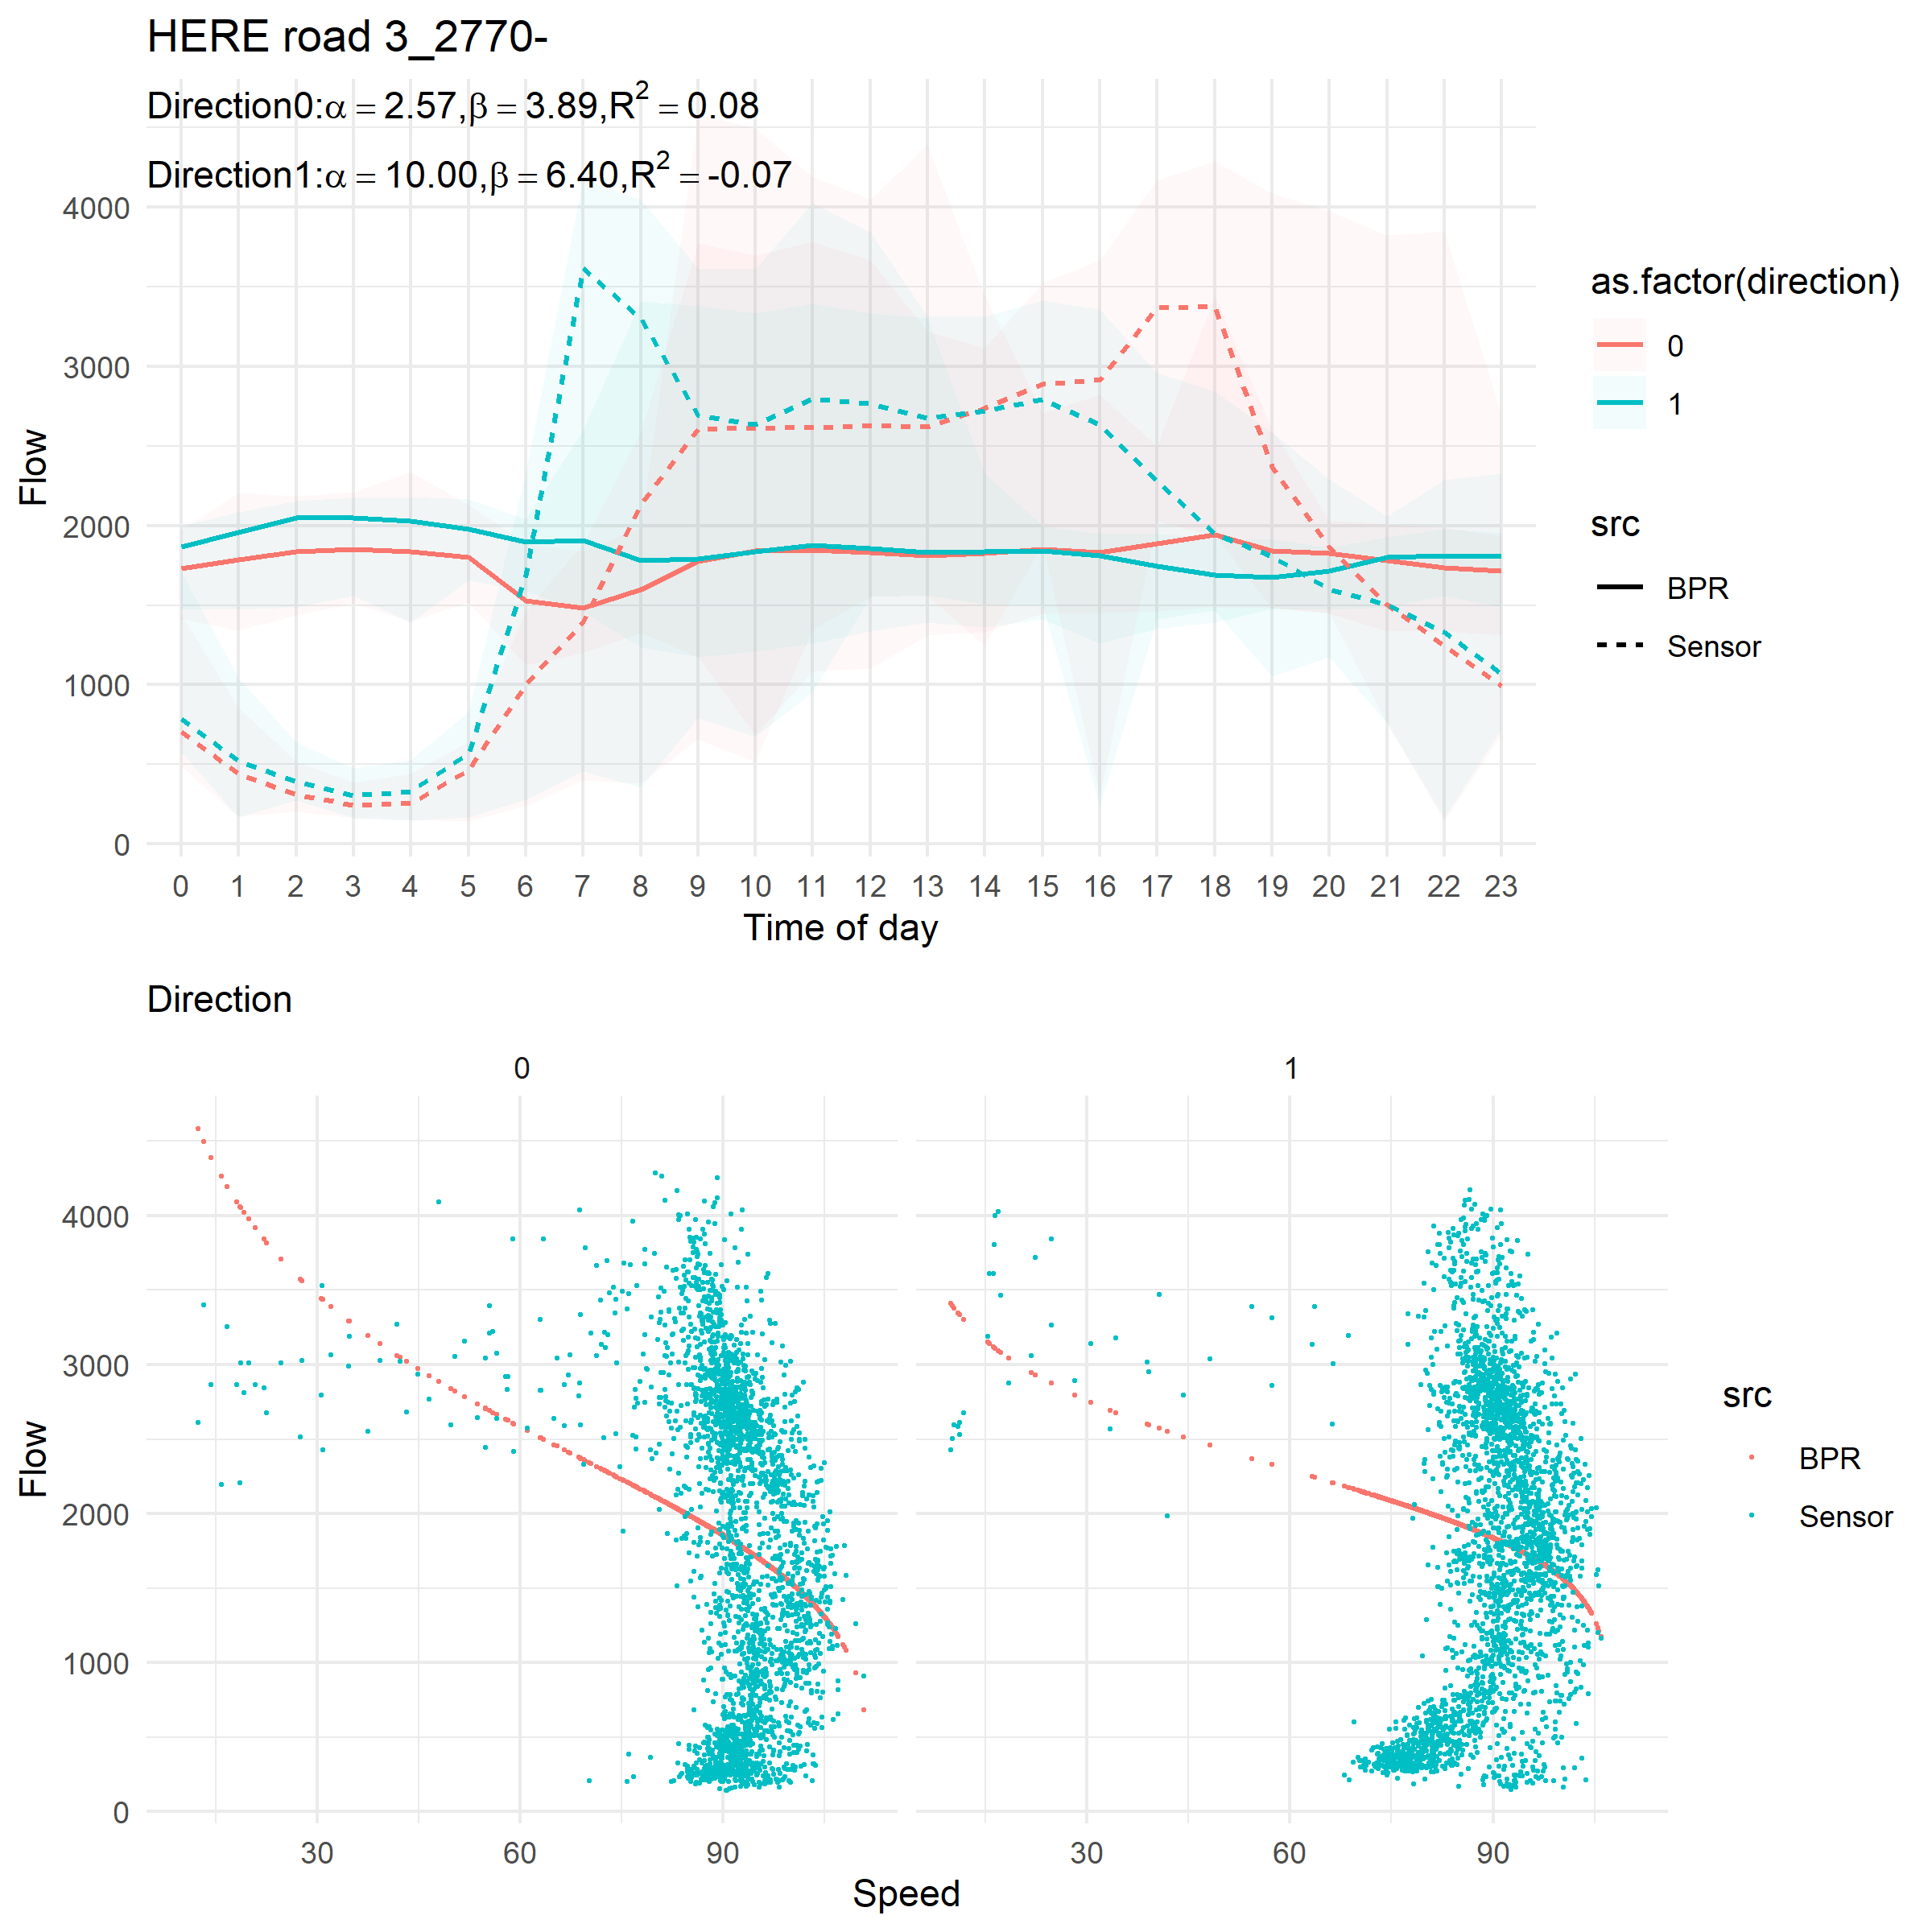 HERE road 3_2770-
Direction0:α = 2.57,β = 3.89,R² = 0.08
Direction1:α = 10.00,β = 6.40,R² = -0.07
4000
3000
2000
1000
0
Flow
0 1 2 3 4 5 6 7 8 9 10 11 12 13 14 15 16 17 18 19 20 21 22 23
Time of day
as.factor(direction)
0
1
src
BPR
Sensor
Direction
0 1
4000
3000
2000
1000
0
Flow
30 60 90 30 60 90
Speed
src
BPR
Sensor